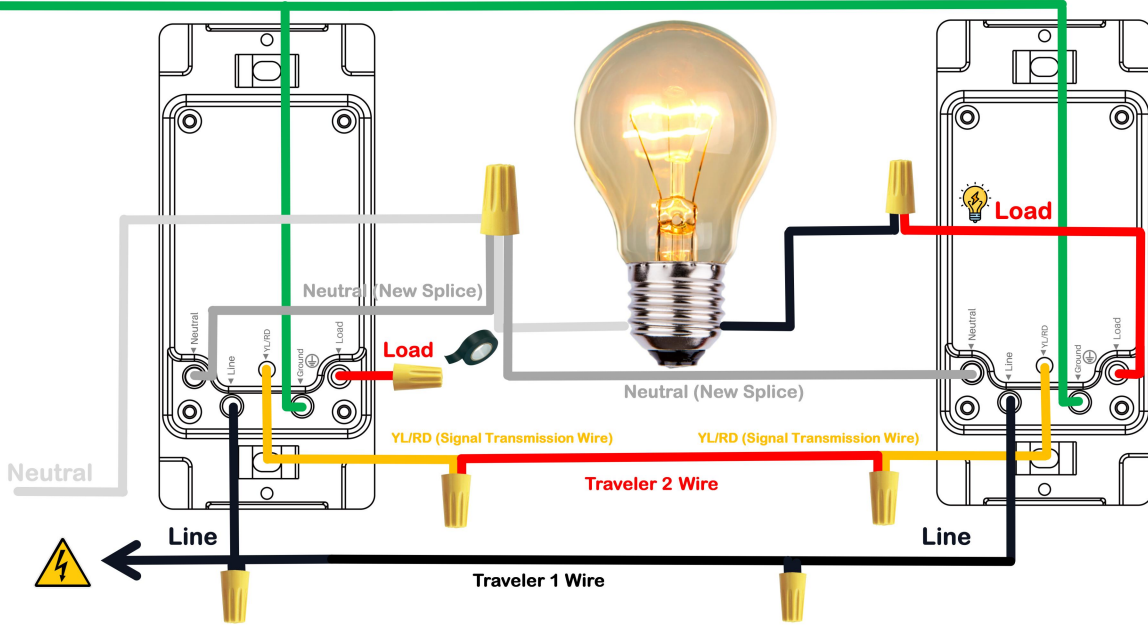 Neutral
Line
YL/RD
Ground
Load
Neutral (New Splice)
Load
Load
Neutral
Line
YL/RD
Ground
Load
Neutral (New Splice)
YL/RD (Signal Transmission Wire)
YL/RD (Signal Transmission Wire)
Neutral
Traveler 2 Wire
Line
Line
Traveler 1 Wire